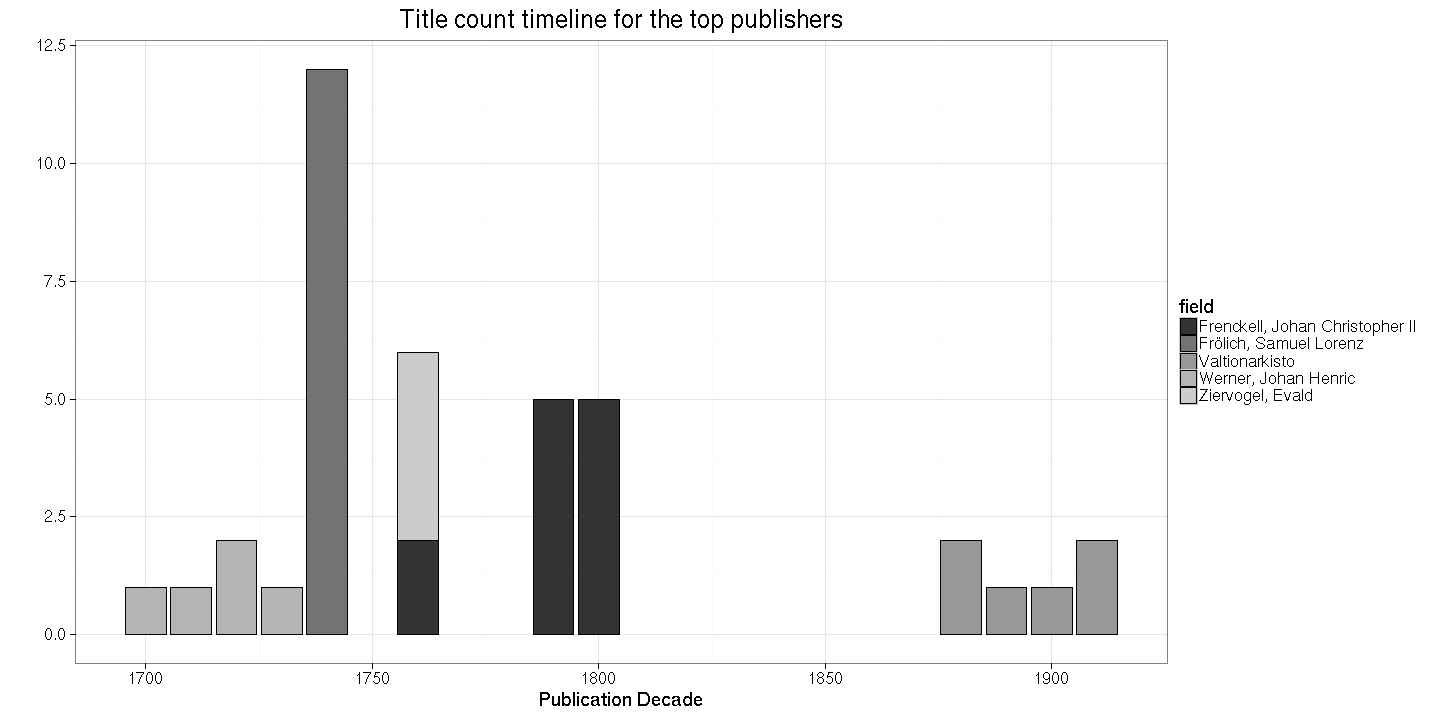 Title count timeline for the top publishers
12.5
10.0
7.5
5.0
2.5
0.0
1700
1750
1800
1850
1900
Publication Decade
field
Frenckell, Johan Christopher II
Frölich, Samuel Lorenz
Valtionarkisto
Werner, Johan Henric
Ziervogel, Evald